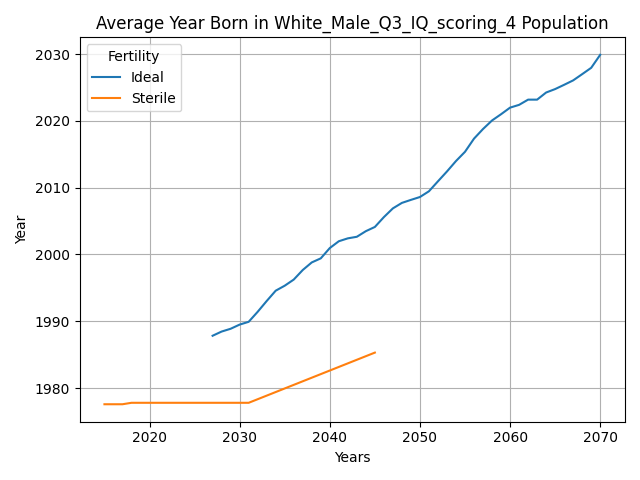 Average Year Born in White_Male_Q3_IQ_scoring_4 Population
Fertility
Ideal
Sterile
2030
2020
2010
2000
1990
1980
Year
2020 2030 2040 2050 2060 2070
Years